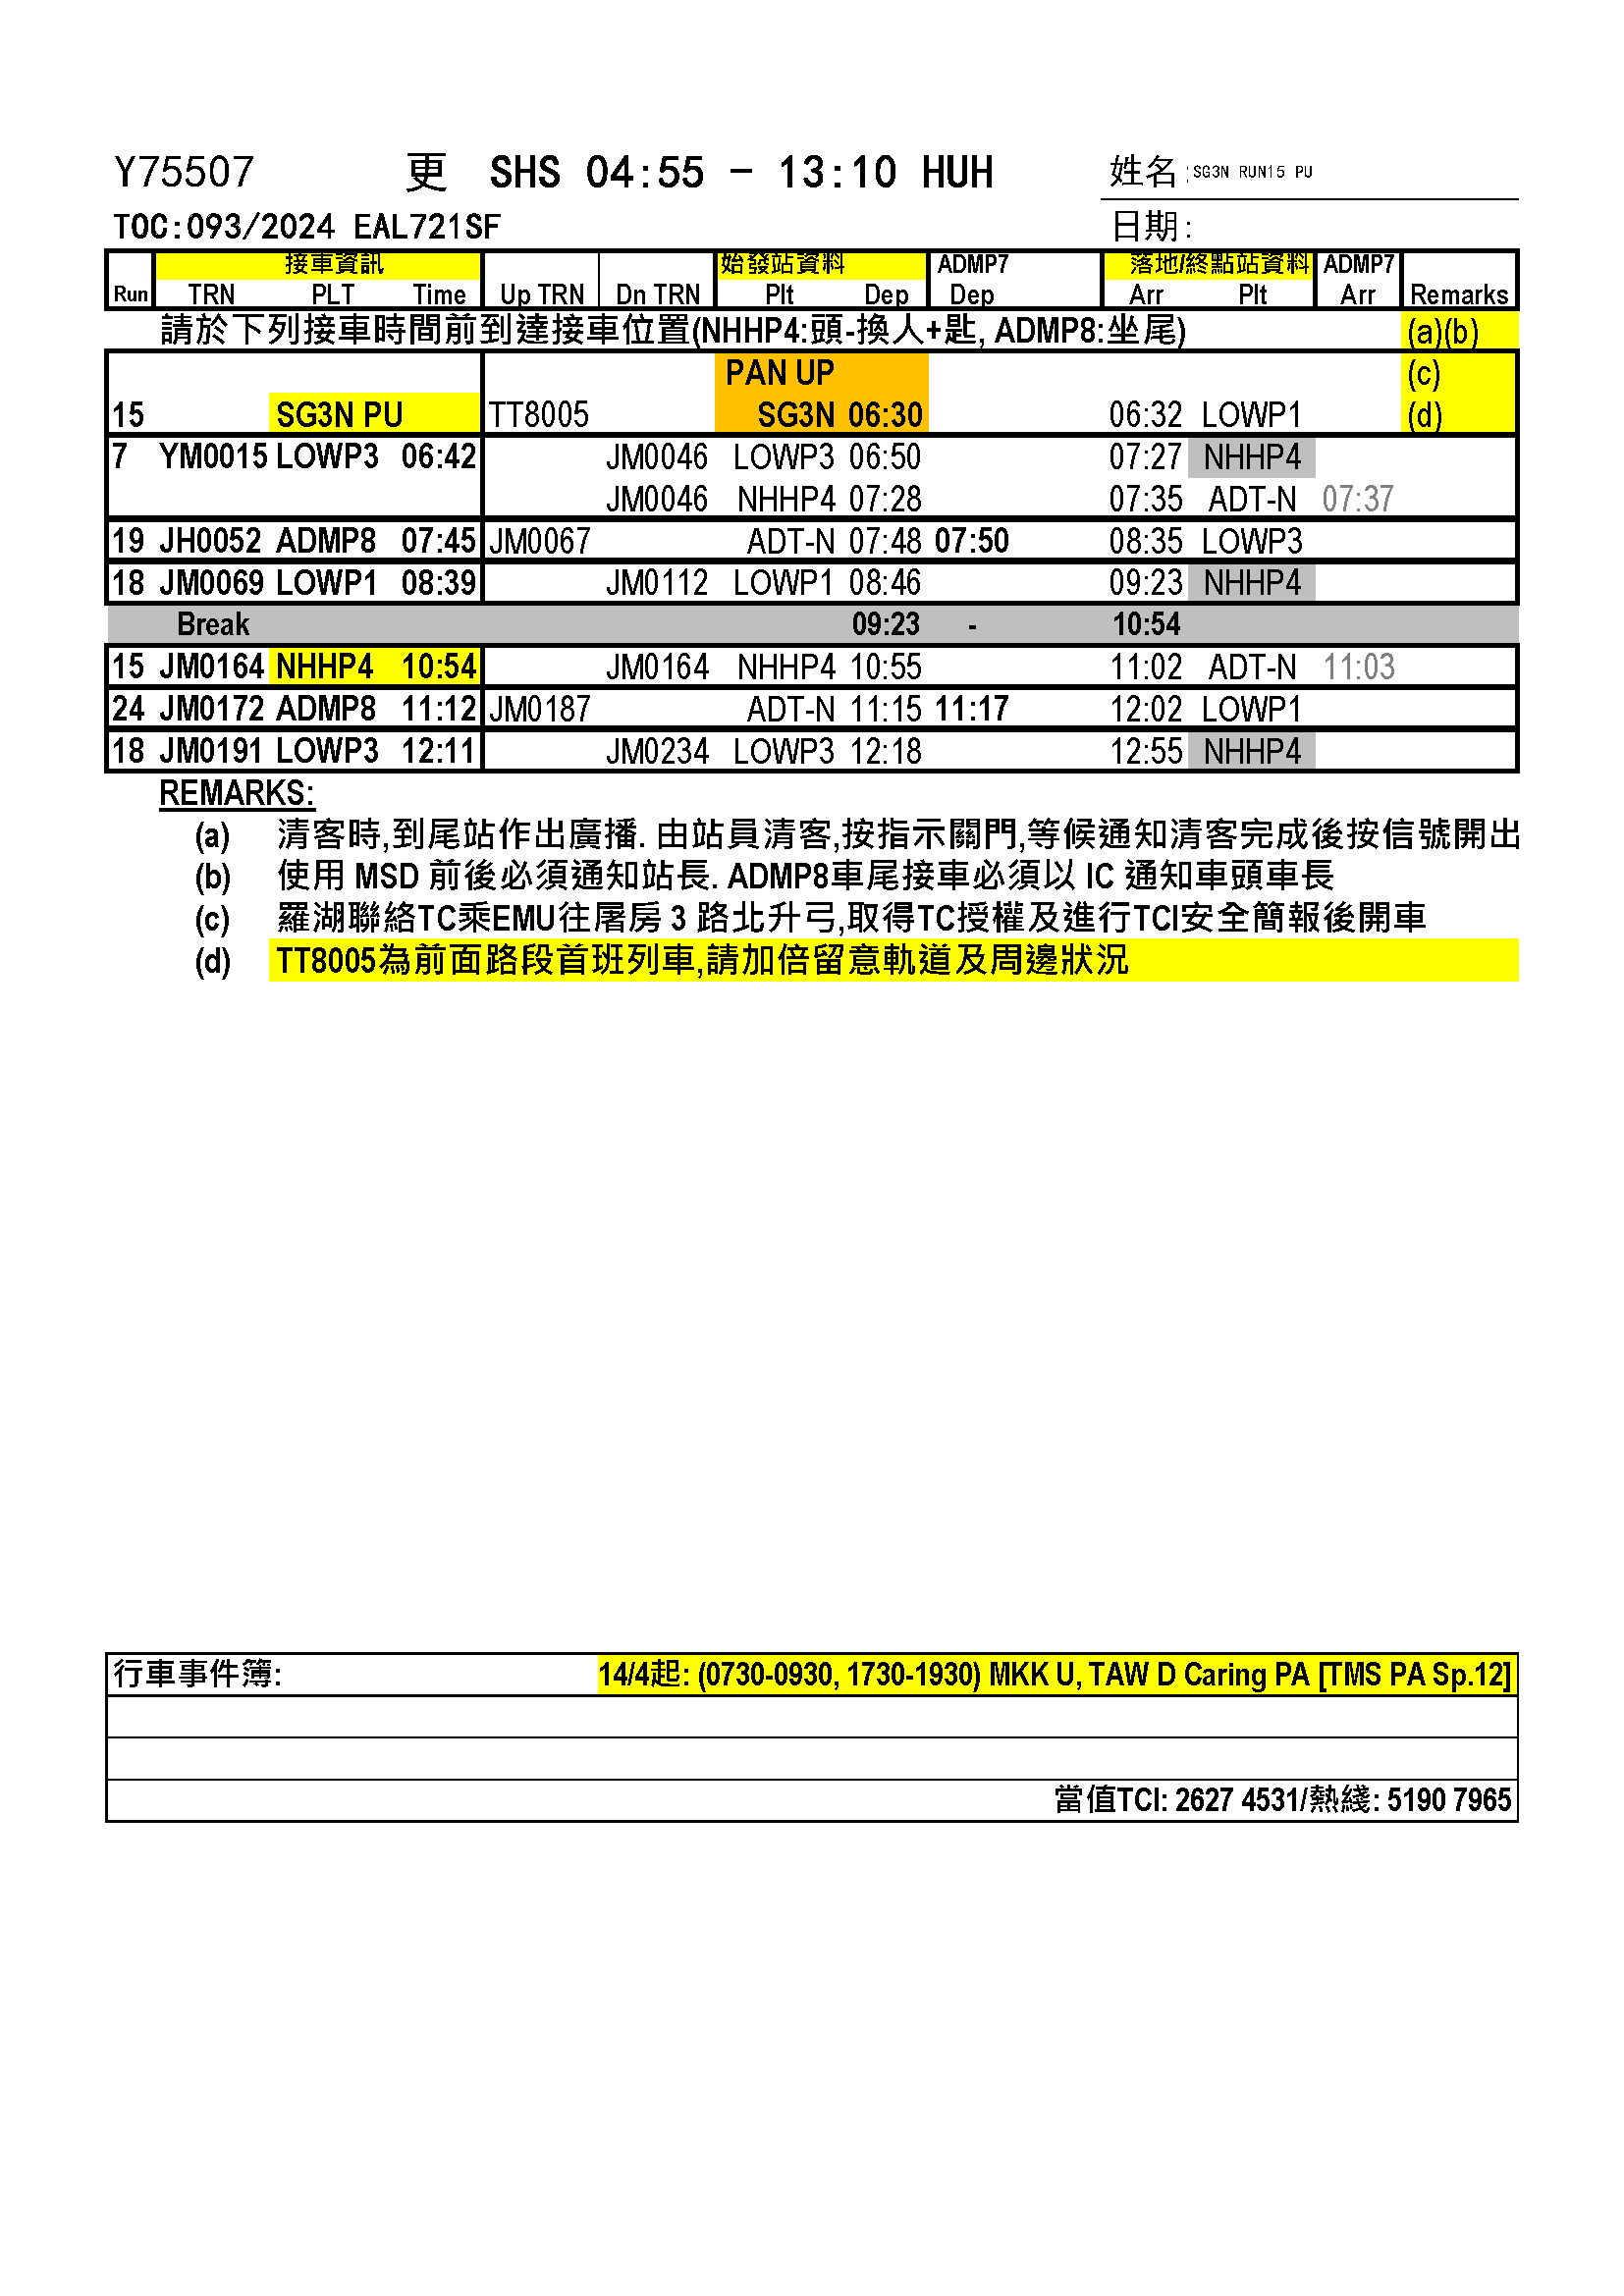 Y75507 更 SHS 04:55 - 13:10 HUH 姓名:SG3N RUN15 PU
TOC:093/2024 EAL721SF 日期:
接車資訊 始發站資料 ADMP7 落地/終點站資料 ADMP7
Run TRN PLT Time Up TRN Dn TRN Plt Dep Dep Arr Plt Arr Remarks
請於下列接車時間前到達接車位置(NHHP4:頭-換人+匙, ADMP8:坐尾) (a)(b)
PAN UP (c)
15 SG3N PU TT8005 SG3N 06:30 06:32 LOWP1 (d)
7 YM0015 LOWP3 06:42 JM0046 LOWP3 06:50 07:27 NHHP4
JM0046 NHHP4 07:28 07:35 ADT-N 07:37
19 JH0052 ADMP8 07:45 JM0067 ADT-N 07:48 07:50 08:35 LOWP3
18 JM0069 LOWP1 08:39 JM0112 LOWP1 08:46 09:23 NHHP4
Break 09:23 - 10:54
15 JM0164 NHHP4 10:54 JM0164 NHHP4 10:55 11:02 ADT-N 11:03
24 JM0172 ADMP8 11:12 JM0187 ADT-N 11:15 11:17 12:02 LOWP1
18 JM0191 LOWP3 12:11 JM0234 LOWP3 12:18 12:55 NHHP4
REMARKS:
(a) 清客時,到尾站作出廣播. 由站員清客,按指示關門,等候通知清客完成後按信號開出
(b) 使用 MSD 前後必須通知站長. ADMP8車尾接車必須以 IC 通知車頭車長
(c) 羅湖聯絡TC乘EMU往屠房 3 路北升弓,取得TC授權及進行TCI安全簡報後開車
(d) TT8005為前面路段首班列車,請加倍留意軌道及周邊狀況
行車事件簿: 14/4起: (0730-0930, 1730-1930) MKK U, TAW D Caring PA [TMS PA Sp.12]
當值TCI: 2627 4531/熱綫: 5190 7965